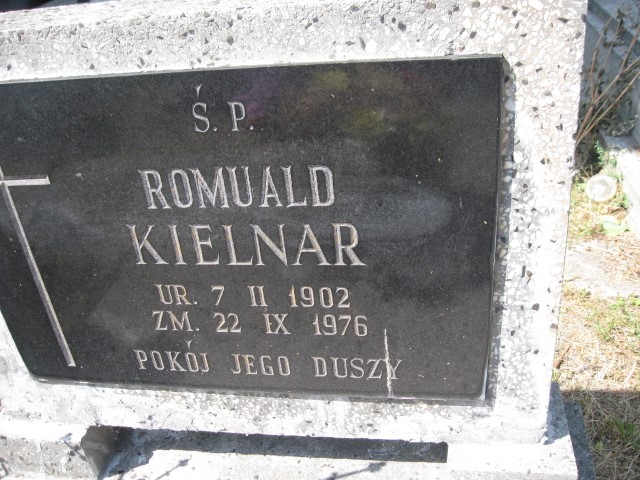 Ś. P.
ROMUALD
KIELNAR
UR. 7 II 1902
ZM. 22 IX 1976
POKÓJ JEGO DUSZY